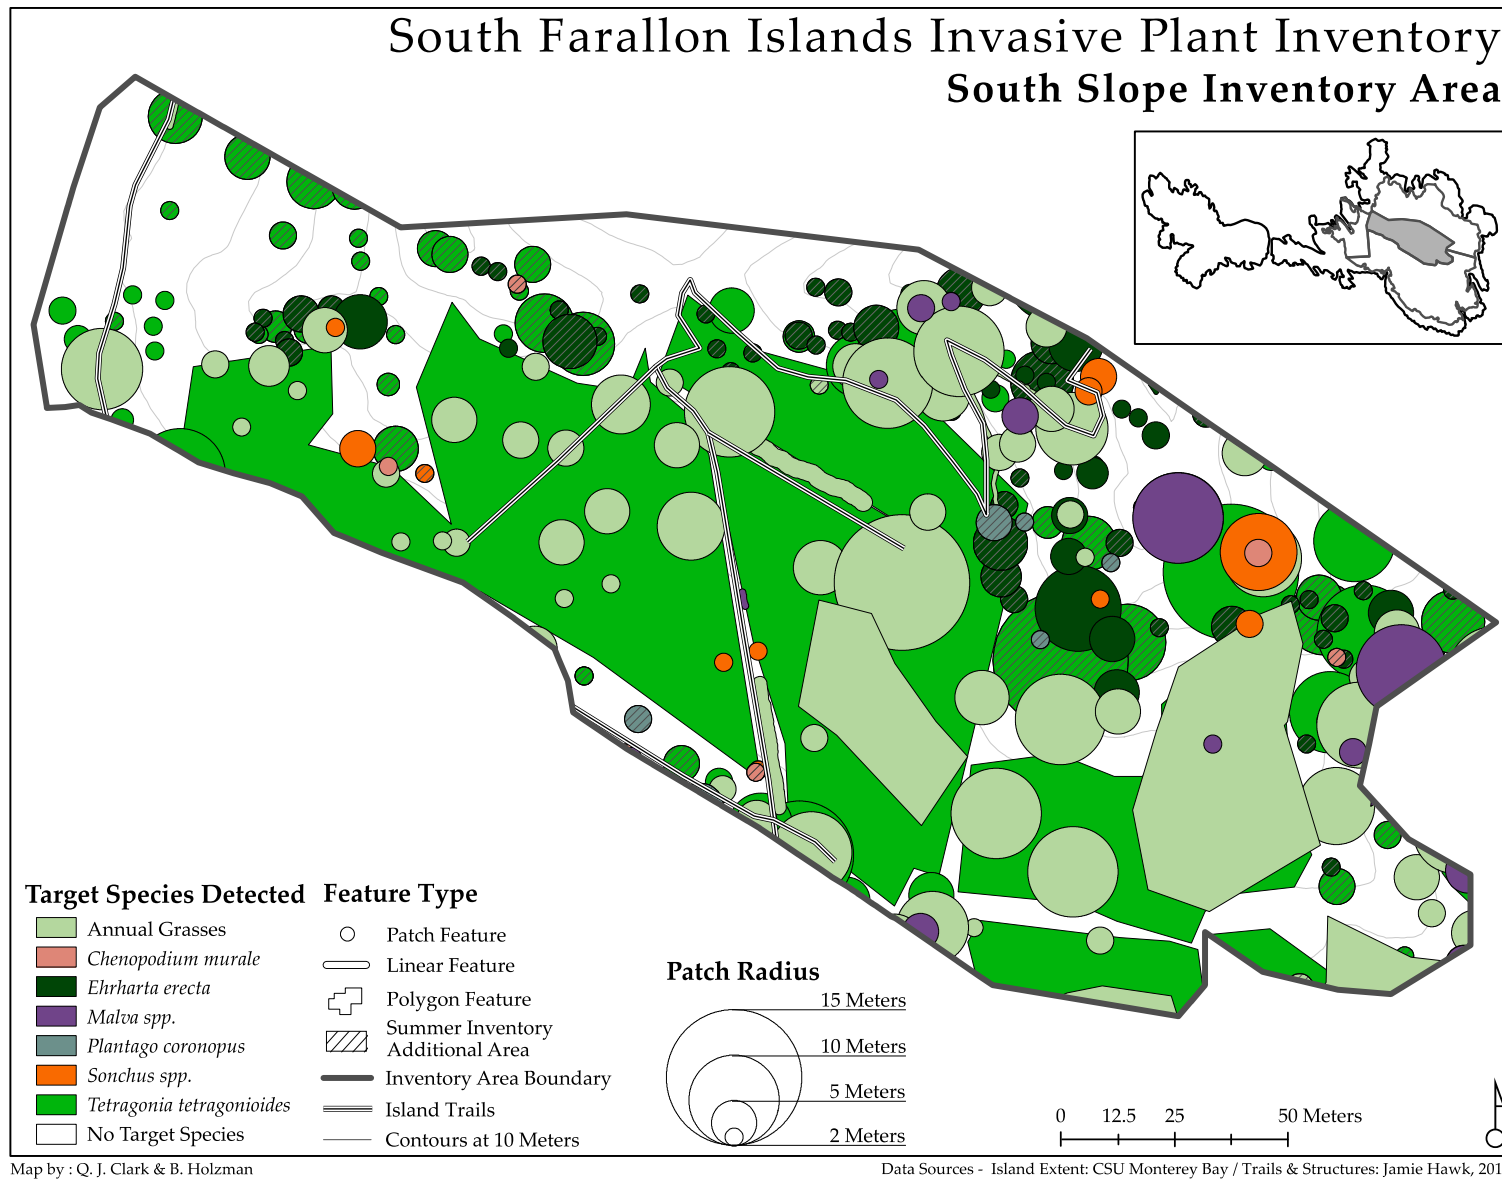 South Farallon Islands Invasive Plant Inventory
South Slope Inventory Area
Target Species Detected
Annual Grasses
Chenopodium murale
Ehrharta erecta
Malva spp.
Plantago coronopus
Sonchus spp.
Tetragonia tetragonioides
No Target Species
Feature Type
Patch Feature
Linear Feature
Polygon Feature
Summer Inventory
Additional Area
Inventory Area Boundary
Island Trails
Contours at 10 Meters
Patch Radius
15 Meters
10 Meters
5 Meters
2 Meters
0 12.5 25 50 Meters
Map by : Q. J. Clark & B. Holzman
Data Sources - Island Extent: CSU Monterey Bay / Trails & Structures: Jamie Hawk, 201